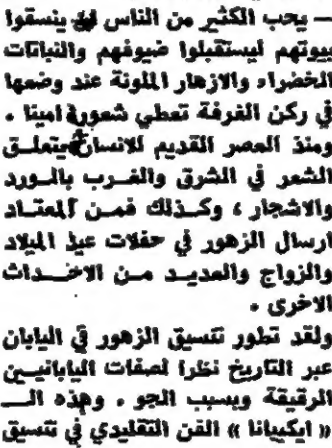 — يحب الكثير من الناس ان ينسقوا
بيوتهم ليستقبلوا ضيوفهم والنباتات
الخضراء والازهار الملونة عند وضعها
في ركن الغرفة تعطي شعورا امينا .
ومنذ العصر القديم للانسان يتعلق
الشعر في الشرق والغرب بالورد
والاشجار ، وكذلك فمن المعتاد
ارسال الزهور في حفلات عيد الميلاد
والزواج والعديد من الاحداث
الاخرى .
ولقد تطور تنسيق الزهور في اليابان
عبر التاريخ نظرا لصفات اليابانيين
الرقيقة وبسبب الجو . وهذه الـ
« ايكيبانا » الفن التقليدي في تنسيق